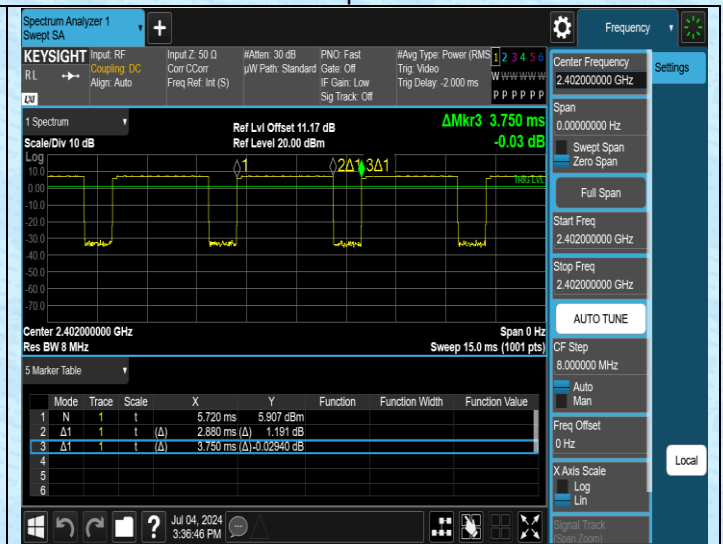 Spectrum Analyzer 1
Swept SA
Frequency
KEYSIGHT
RL
LXI
Input: RF
Coupling: DC
Align: Auto
Input Z: 50 Ω
Corr CCorr
Freq Ref: Int (S)
#Atten: 30 dB
µW Path: Standard
PNO: Fast
Gate: Off
IF Gain: Low
Sig Track: Off
#Avg Type: Power (RMS
Trig: Video
Trig Delay: -2.000 ms
1 2 3 4 5 6
W W W W W W
P P P P P P
1 Spectrum
Scale/Div 10 dB
Ref Lvl Offset 11.17 dB
Ref Level 20.00 dBm
ΔMkr3 3.750 ms
-0.03 dB
Log
10.0
0.00
-10.0
-20.0
-30.0
-40.0
-50.0
-60.0
-70.0
1
2Δ1
3Δ1
TRIG LVL
Center 2.402000000 GHz
Res BW 8 MHz
Span 0 Hz
Sweep 15.0 ms (1001 pts)
5 Marker Table
Mode Trace Scale X Y Function Function Width Function Value
1 N 1 t 5.720 ms 5.907 dBm
2 Δ1 1 t (Δ) 2.880 ms (Δ) 1.191 dB
3 Δ1 1 t (Δ) 3.750 ms (Δ) -0.02940 dB
4
5
6
Jul 04, 2024
3:36:46 PM
Center Frequency
2.402000000 GHz
Settings
Span
0.00000000 Hz
Swept Span
Zero Span
Full Span
Start Freq
2.402000000 GHz
Stop Freq
2.402000000 GHz
AUTO TUNE
CF Step
8.000000 MHz
Auto
Man
Freq Offset
0 Hz
X Axis Scale
Log
Lin
Signal Track
(Span Zoom)
Local